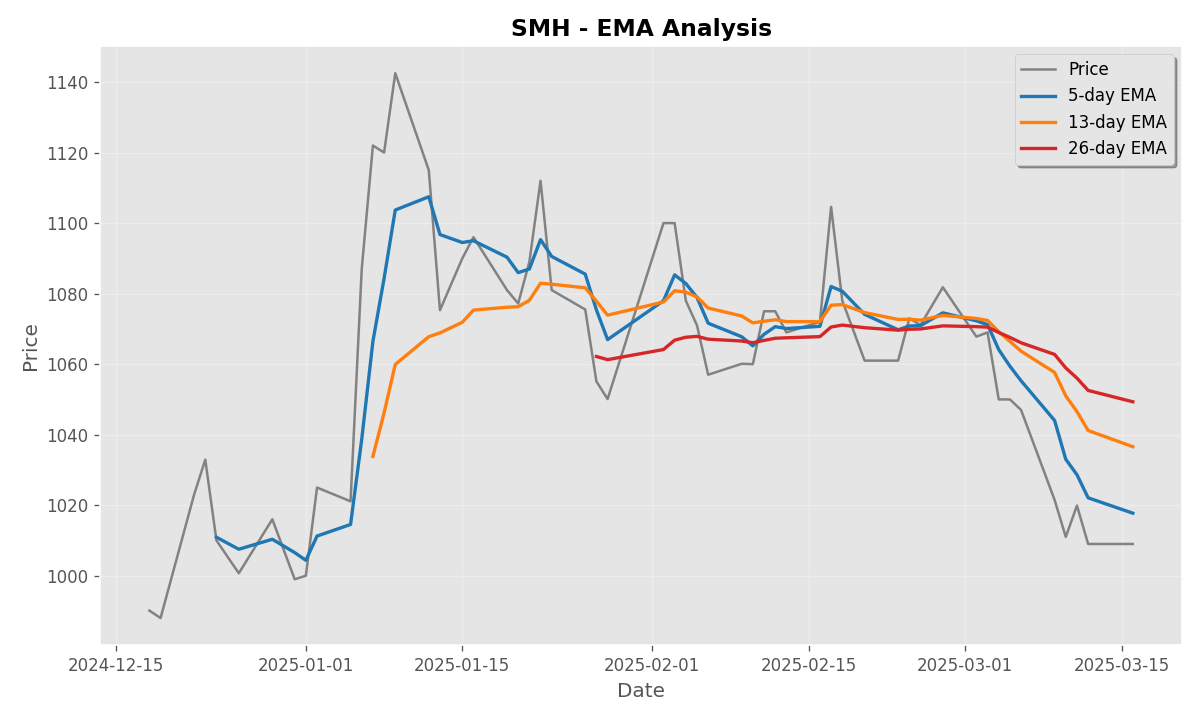 SMH - EMA Analysis
Price
5-day EMA
13-day EMA
26-day EMA
1140
1120
1100
1080
1060
1040
1020
1000
Price
2024-12-15
2025-01-01
2025-01-15
2025-02-01
2025-02-15
2025-03-01
2025-03-15
Date